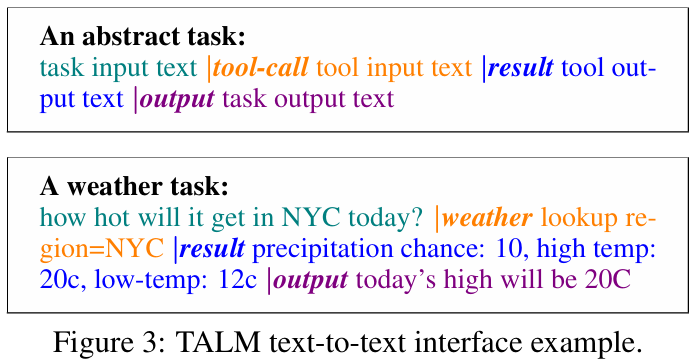 An abstract task:
task input text |tool-call tool input text |result tool out-
put text |output task output text
A weather task:
how hot will it get in NYC today? |weather lookup re-
gion=NYC |result precipitation chance: 10, high temp:
20c, low-temp: 12c |output today's high will be 20C
Figure 3: TALM text-to-text interface example.